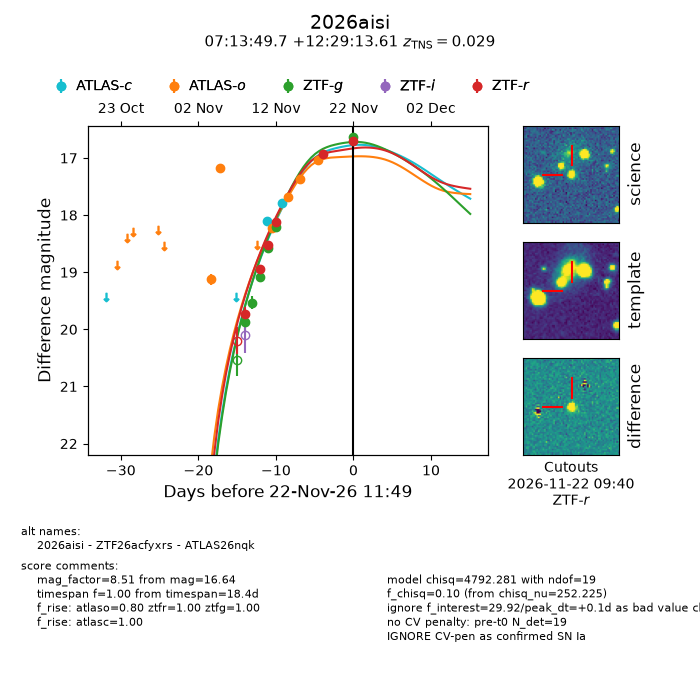 2026aisi
07:13:49.7 +12:29:13.61 zTNS = 0.029
ATLAS-c
ATLAS-o
ZTF-g
ZTF-i
ZTF-r
23 Oct
02 Nov
12 Nov
22 Nov
02 Dec
Difference magnitude
17
18
19
20
21
22
−30
−20
−10
0
10
Days before 22-Nov-26 11:49
science
template
difference
Cutouts
2026-11-22 09:40
ZTF-r
alt names:
2026aisi - ZTF26acfyxrs - ATLAS26nqk
score comments:
mag_factor=8.51 from mag=16.64
timespan f=1.00 from timespan=18.4d
f_rise: atlaso=0.80 ztfr=1.00 ztfg=1.00
f_rise: atlasc=1.00
model chisq=4792.281 with ndof=19
f_chisq=0.10 (from chisq_nu=252.225)
ignore f_interest=29.92/peak_dt=+0.1d as bad value
no CV penalty: pre-t0 N_det=19
IGNORE CV-pen as confirmed SN Ia